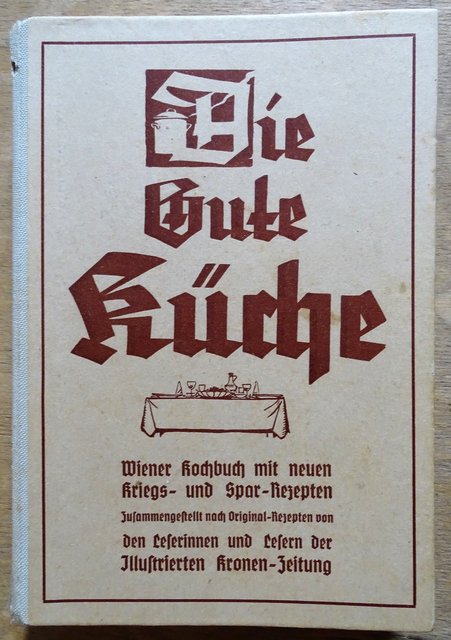 Die
Gute
Küche
Wiener Kochbuch mit neuen
Kriegs- und Spar-Rezepten
Zusammengestellt nach Original-Rezepten von
den Leserinnen und Lesern der
Illustrierten Kronen-Zeitung